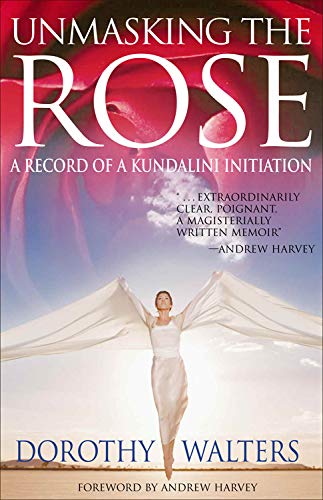 UNMASKING THE
ROSE
A RECORD OF A KUNDALINI INITIATION
"... EXTRAORDINARILY
CLEAR, POIGNANT,
A MAGISTERIALLY
WRITTEN MEMOIR"
—ANDREW HARVEY
DOROTHY WALTERS
FOREWORD BY ANDREW HARVEY